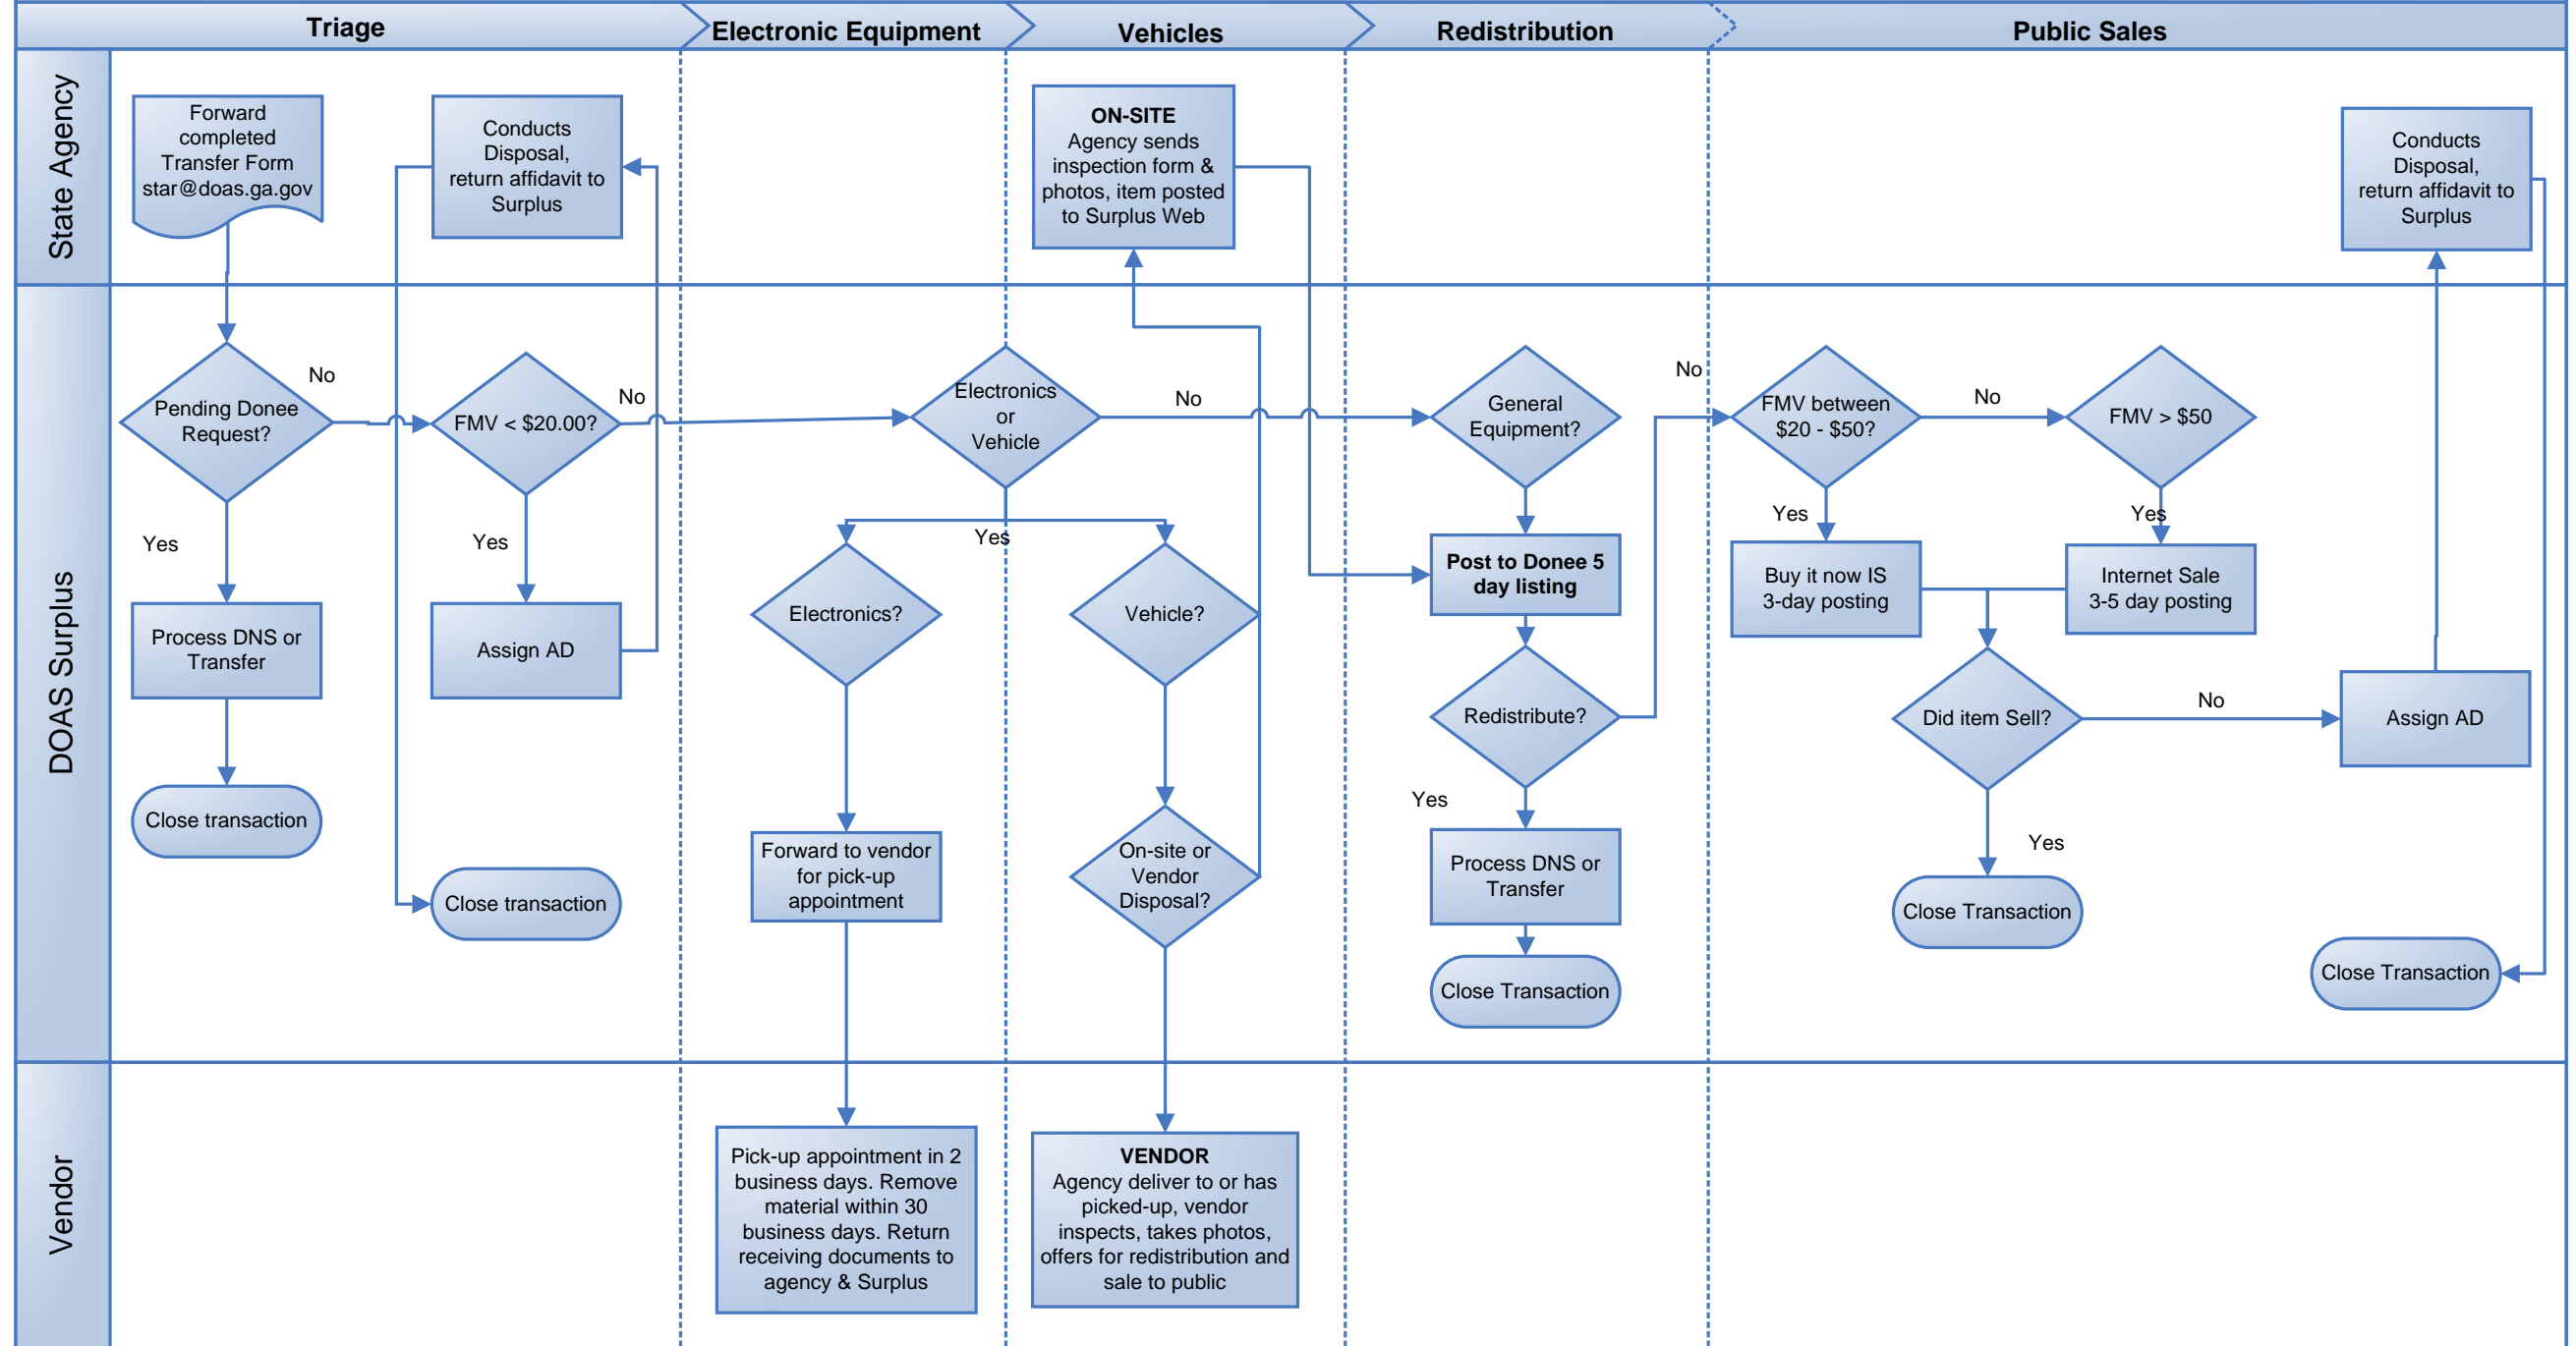 Triage
Electronic Equipment
Vehicles
Redistribution
Public Sales
State Agency
Forward
completed
Transfer Form
star@doas.ga.gov
Conducts
Disposal,
return affidavit to
Surplus
ON-SITE
Agency sends
inspection form &
photos, item posted
to Surplus Web
Conducts
Disposal,
return affidavit to
Surplus
DOAS Surplus
Pending Donee
Request?
No
Yes
Process DNS or
Transfer
Close transaction
FMV < $20.00?
No
Yes
Assign AD
Close transaction
Electronics
or
Vehicle
No
Yes
Electronics?
Forward to vendor
for pick-up
appointment
Vehicle?
On-site or
Vendor
Disposal?
General
Equipment?
Post to Donee 5
day listing
Redistribute?
No
Yes
Process DNS or
Transfer
Close Transaction
FMV between
$20 - $50?
No
Yes
Buy it now IS
3-day posting
FMV > $50
Yes
Internet Sale
3-5 day posting
Did item Sell?
No
Yes
Close Transaction
Assign AD
Close Transaction
Vendor
Pick-up appointment in 2
business days. Remove
material within 30
business days. Return
receiving documents to
agency & Surplus
VENDOR
Agency deliver to or has
picked-up, vendor
inspects, takes photos,
offers for redistribution and
sale to public